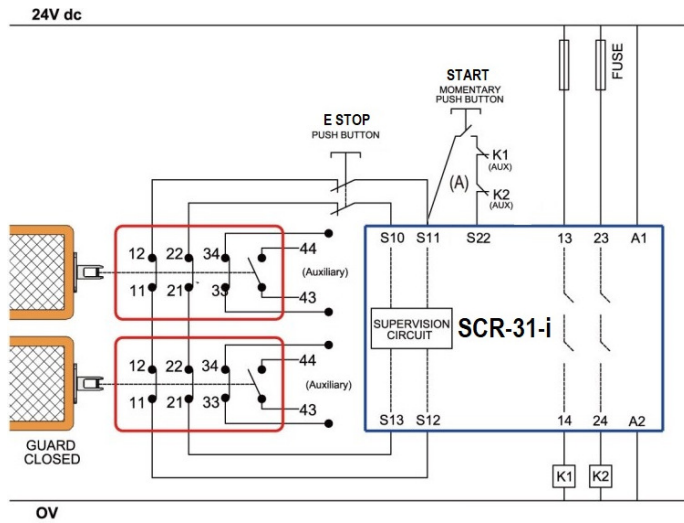 24V dc
START
MOMENTARY
PUSH BUTTON
FUSE
E STOP
PUSH BUTTON
K1
(AUX)
(A)
K2
(AUX)
12 22 34 44
(Auxiliary)
11 21 33 43
S10 S11 S22 13 23 A1
SUPERVISION
CIRCUIT
SCR-31-i
12 22 34 44
(Auxiliary)
11 21 33 43
S13 S12 14 24 A2
GUARD
CLOSED
K1 K2
OV